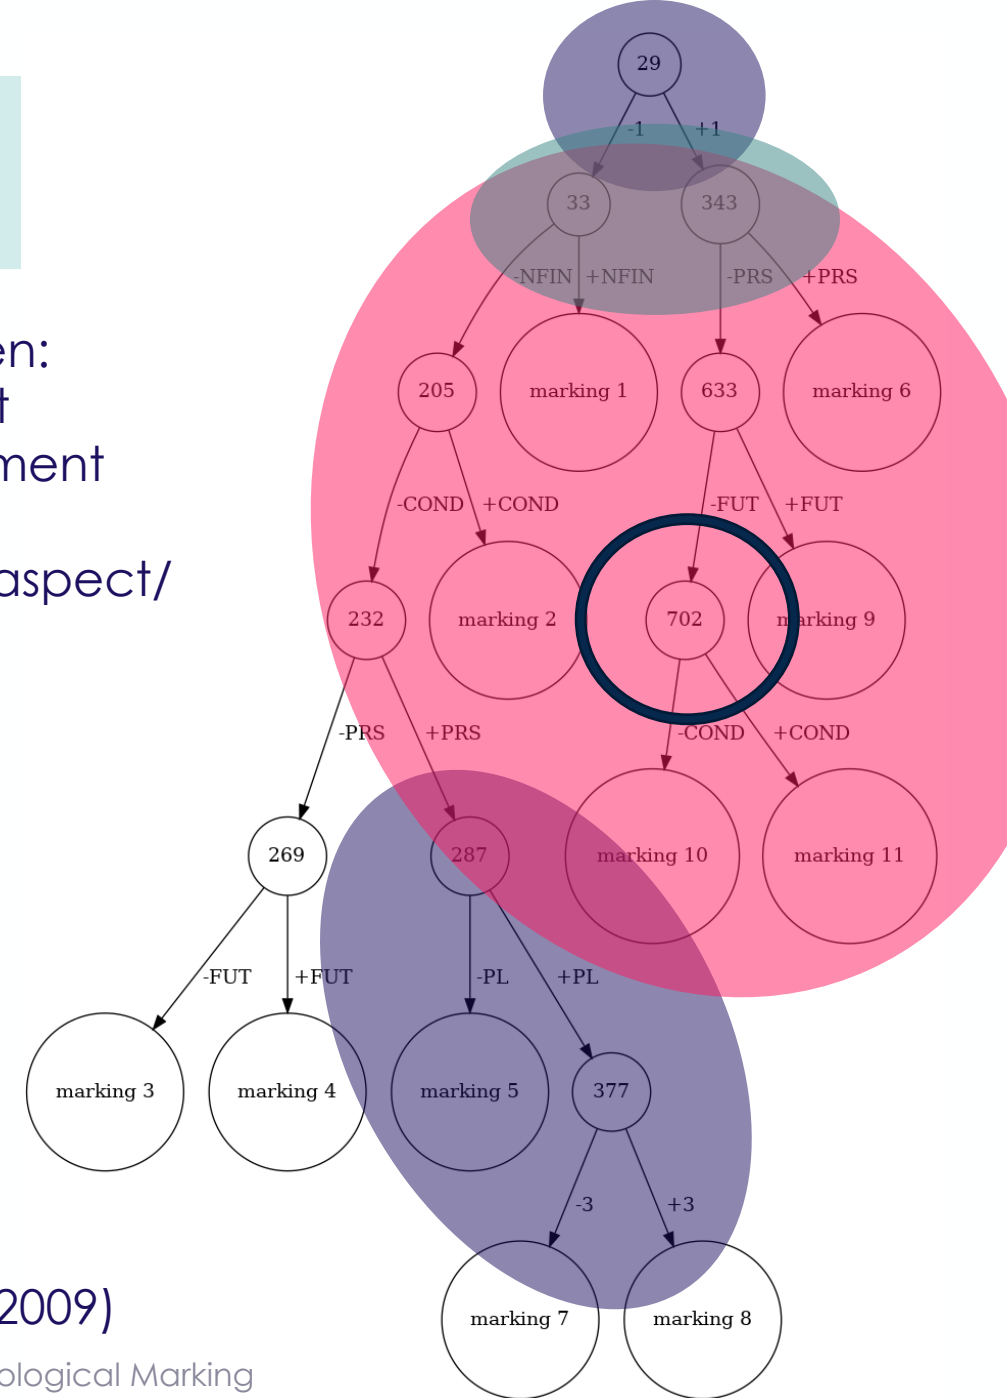 29
-1 +1
33 343
-NFIN +NFIN -PRS +PRS
en:
t
205 marking 1 633 marking 6
ment
-COND +COND -FUT +FUT
aspect/
232 marking 2 702 marking 9
-PRS +PRS -COND +COND
269 287 marking 10 marking 11
-FUT +FUT -PL +PL
marking 3 marking 4 marking 5 377
-3 +3
2009)
marking 7 marking 8
ological Marking